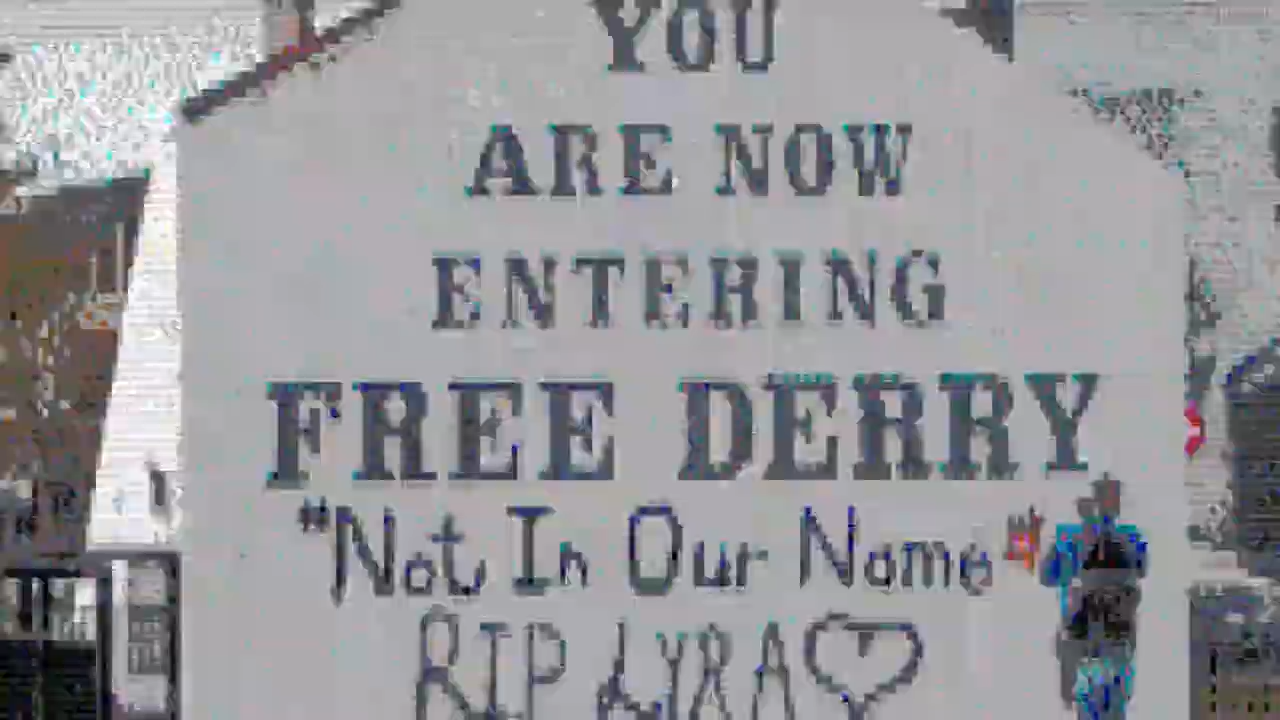 YOU
ARE NOW
ENTERING
FREE DERRY
"Not In Our Name"
RIP LYRA